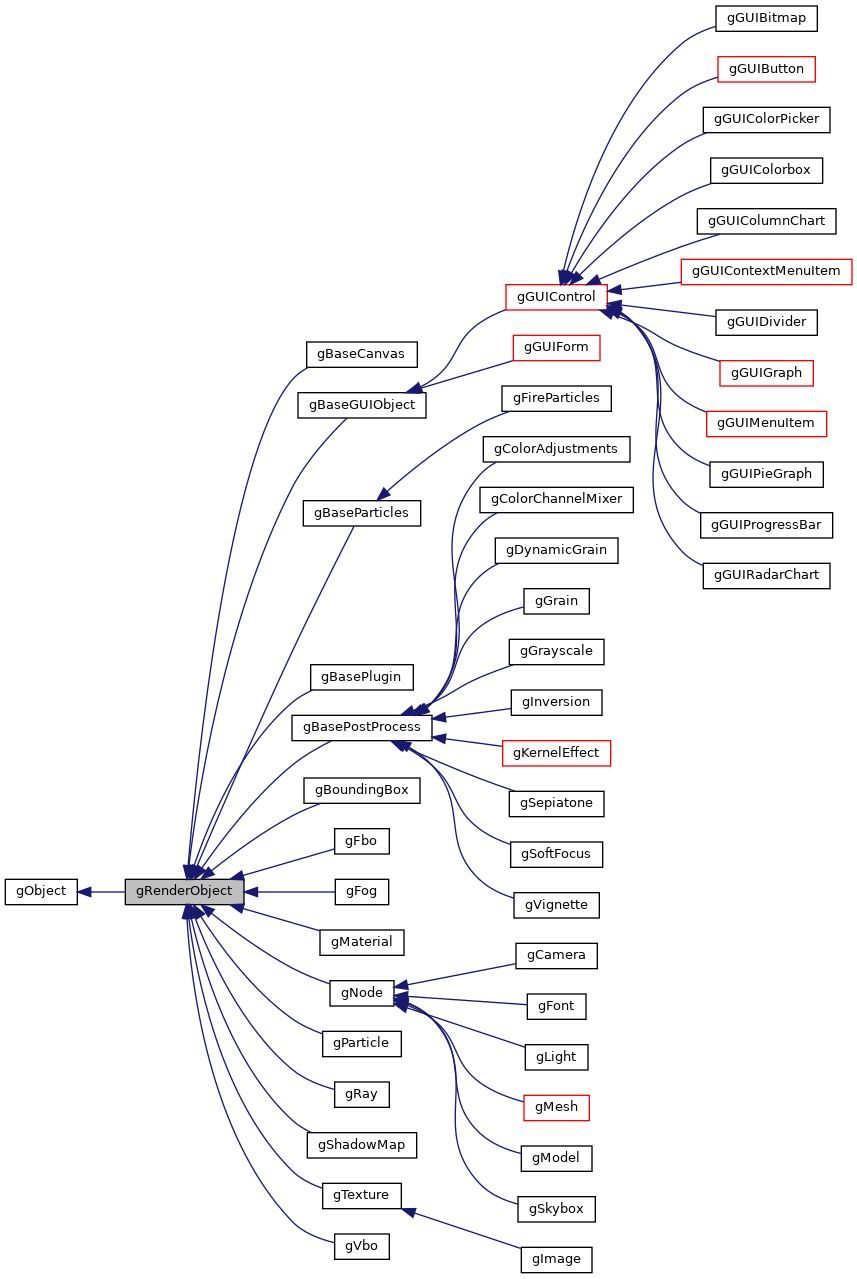 gObject
gRenderObject
gBaseCanvas
gBaseGUIObject
gBaseParticles
gBasePlugin
gBasePostProcess
gBoundingBox
gFbo
gFog
gMaterial
gNode
gParticle
gRay
gShadowMap
gTexture
gVbo
gGUIControl
gGUIForm
gFireParticles
gColorAdjustments
gColorChannelMixer
gDynamicGrain
gGrain
gGrayscale
gInversion
gKernelEffect
gSepiatone
gSoftFocus
gVignette
gCamera
gFont
gLight
gMesh
gModel
gSkybox
gImage
gGUIBitmap
gGUIButton
gGUIColorPicker
gGUIColorbox
gGUIColumnChart
gGUIContextMenuItem
gGUIDivider
gGUIGraph
gGUIMenuItem
gGUIPieGraph
gGUIProgressBar
gGUIRadarChart